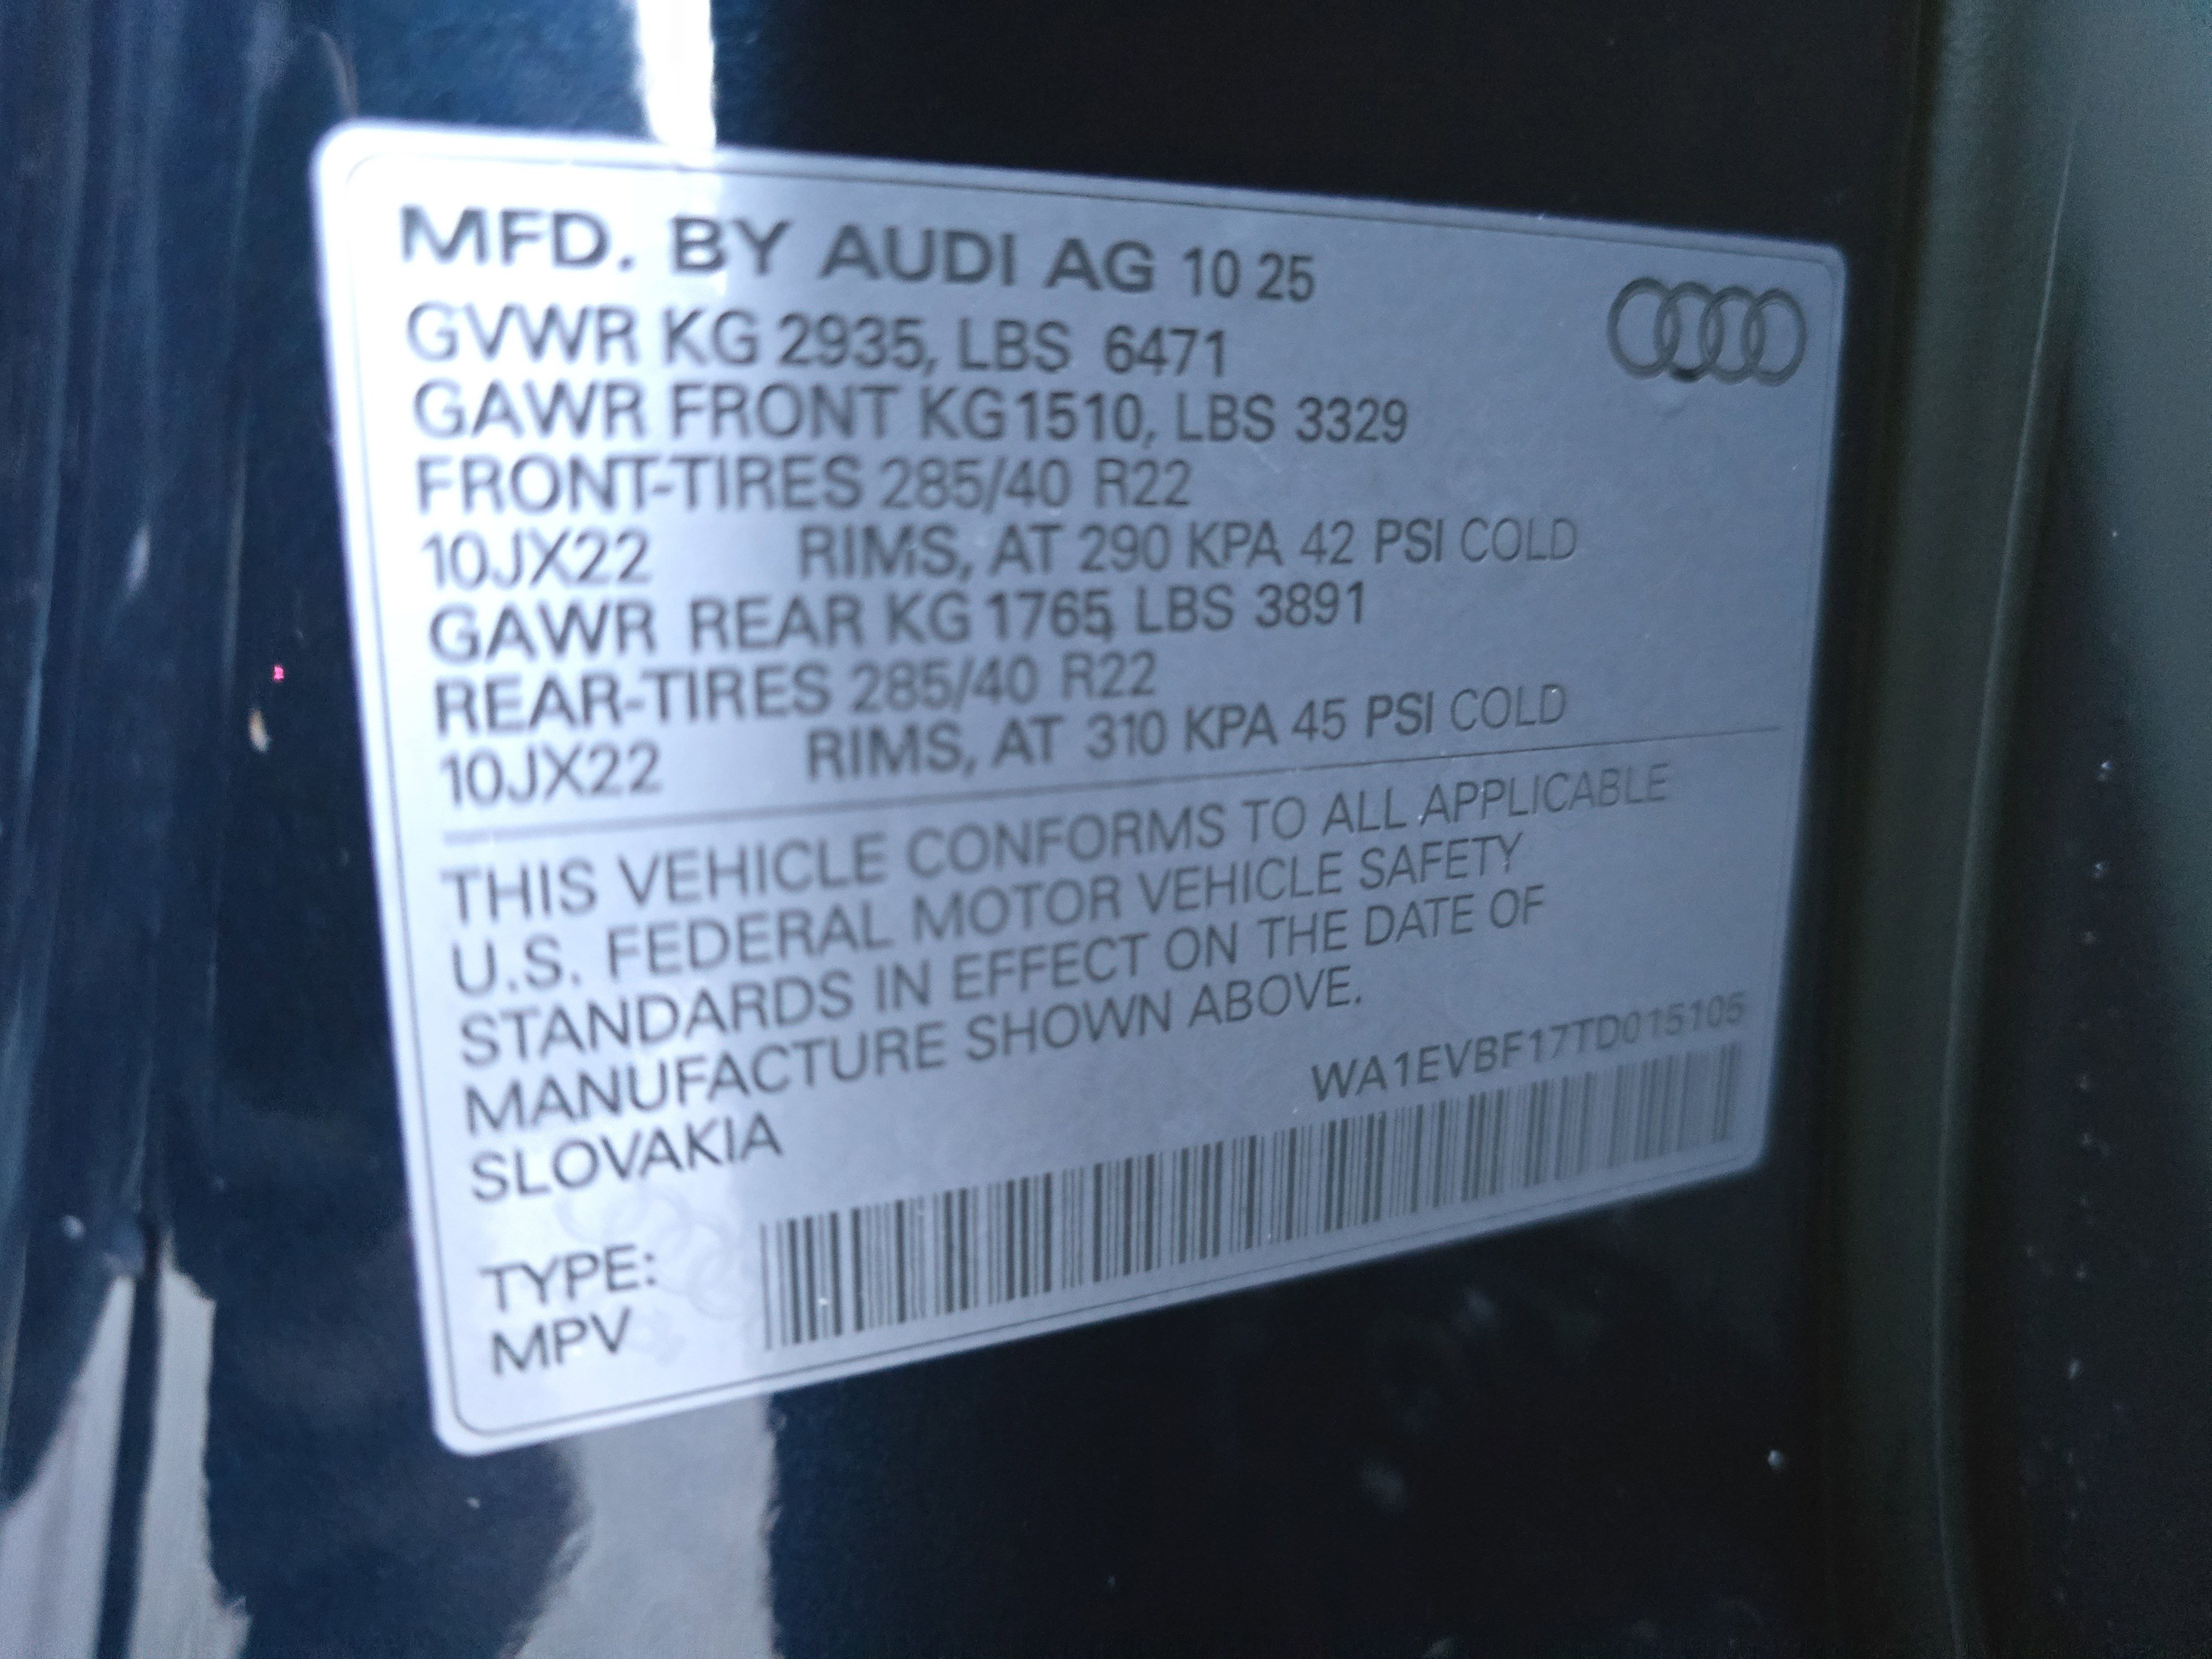 MFD. BY AUDI AG 10 25
GVWR KG 2935, LBS 6471
GAWR FRONT KG 1510, LBS 3329
FRONT-TIRES 285/40 R22
10JX22 RIMS, AT 290 KPA 42 PSI COLD
GAWR REAR KG 1765, LBS 3891
REAR-TIRES 285/40 R22
10JX22 RIMS, AT 310 KPA 45 PSI COLD
THIS VEHICLE CONFORMS TO ALL APPLICABLE
U.S. FEDERAL MOTOR VEHICLE SAFETY
STANDARDS IN EFFECT ON THE DATE OF
MANUFACTURE SHOWN ABOVE.
SLOVAKIA
WA1EVBF17TD015105
TYPE:
MPV